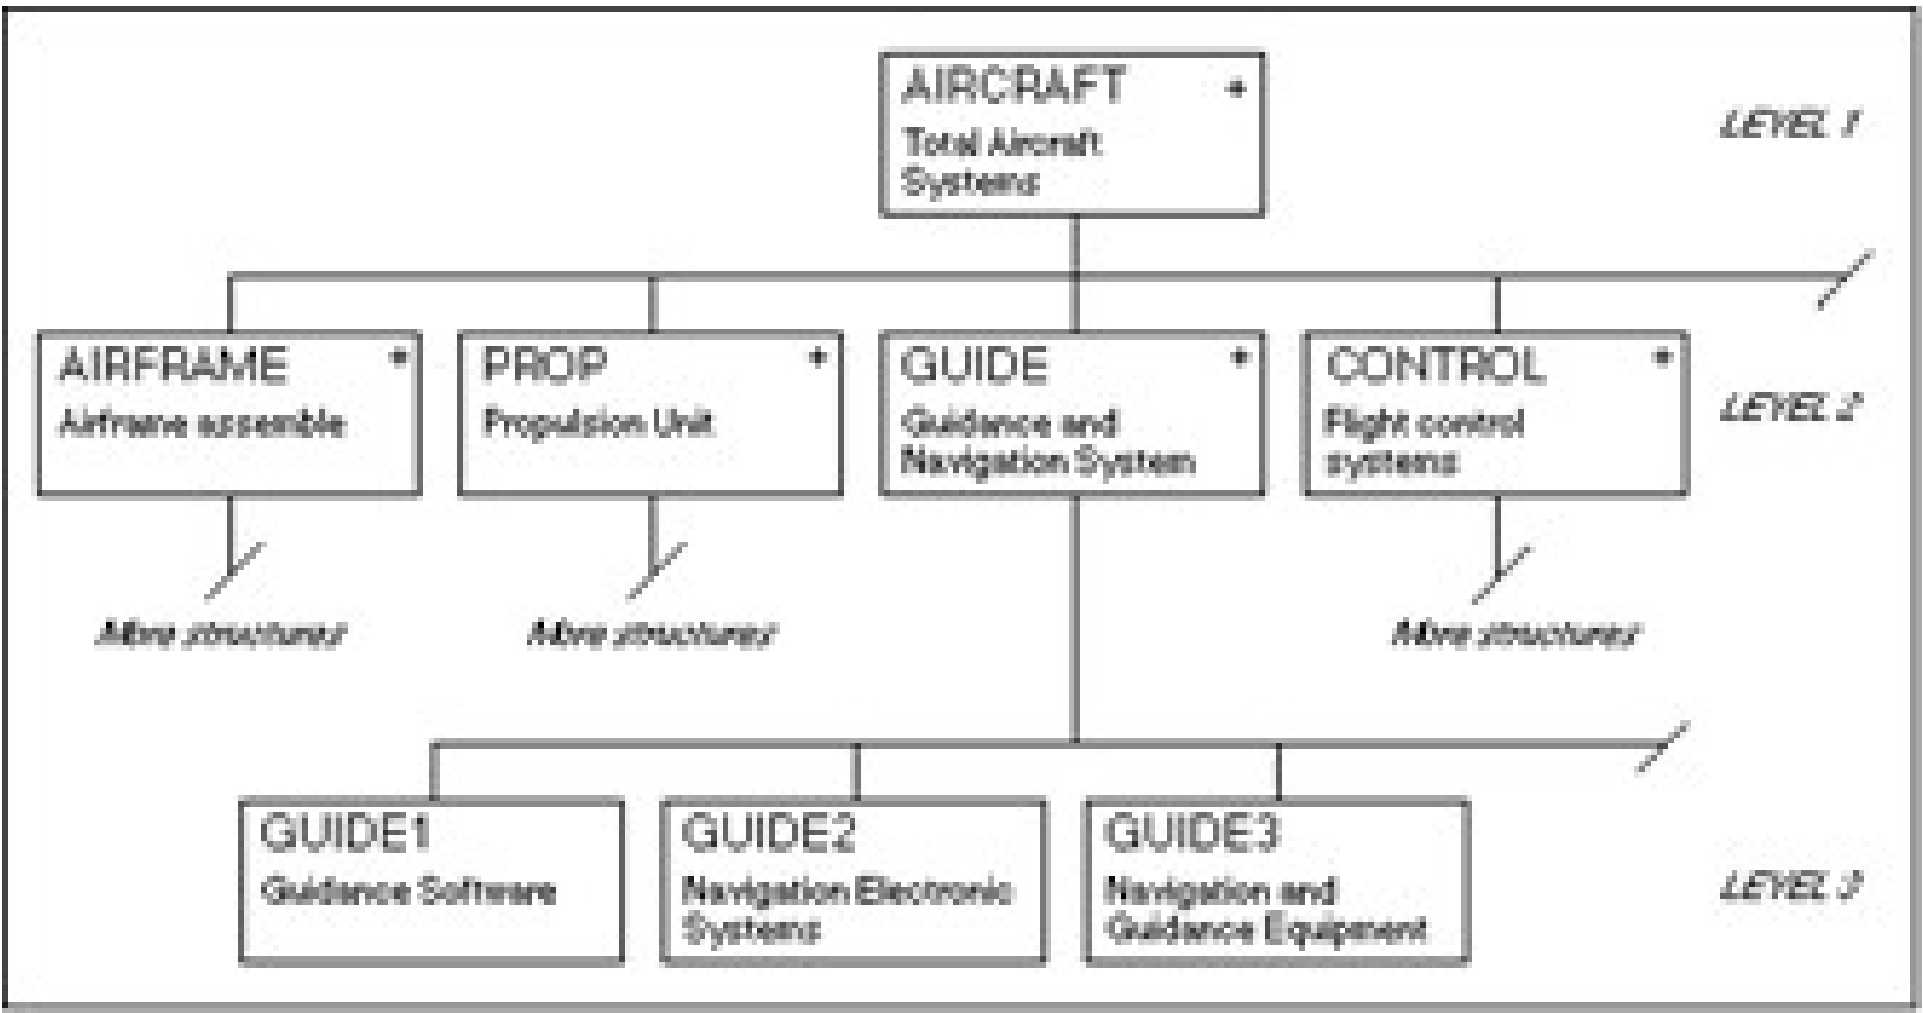 AIRCRAFT +
Total Aircraft
Systems
LEVEL 1
AIRFRAME +
Airframe assemble
PROP +
Propulsion Unit
GUIDE +
Guidance and
Navigation System
CONTROL +
Flight control
systems
LEVEL 2
More structures
More structures
More structures
GUIDE1
Guidance Software
GUIDE2
Navigation Electronic
Systems
GUIDE3
Navigation and
Guidance Equipment
LEVEL 3